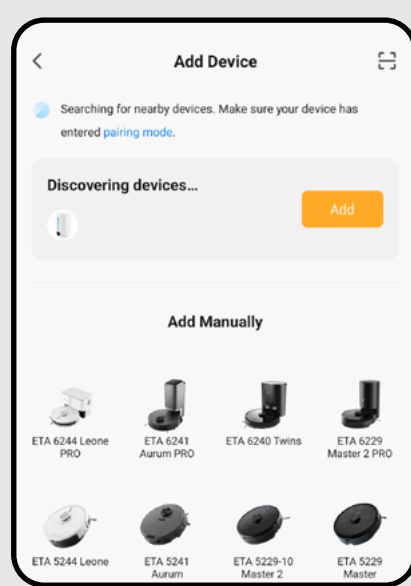 Add Device
Searching for nearby devices. Make sure your device has
entered pairing mode.
Discovering devices...
Add
Add Manually
ETA 6244 Leone
PRO
ETA 6241
Aurum PRO
ETA 6240 Twins
ETA 6229
Master 2 PRO
ETA 5244 Leone
ETA 5241
Aurum
ETA 5229-10
Master 2
ETA 5229
Master